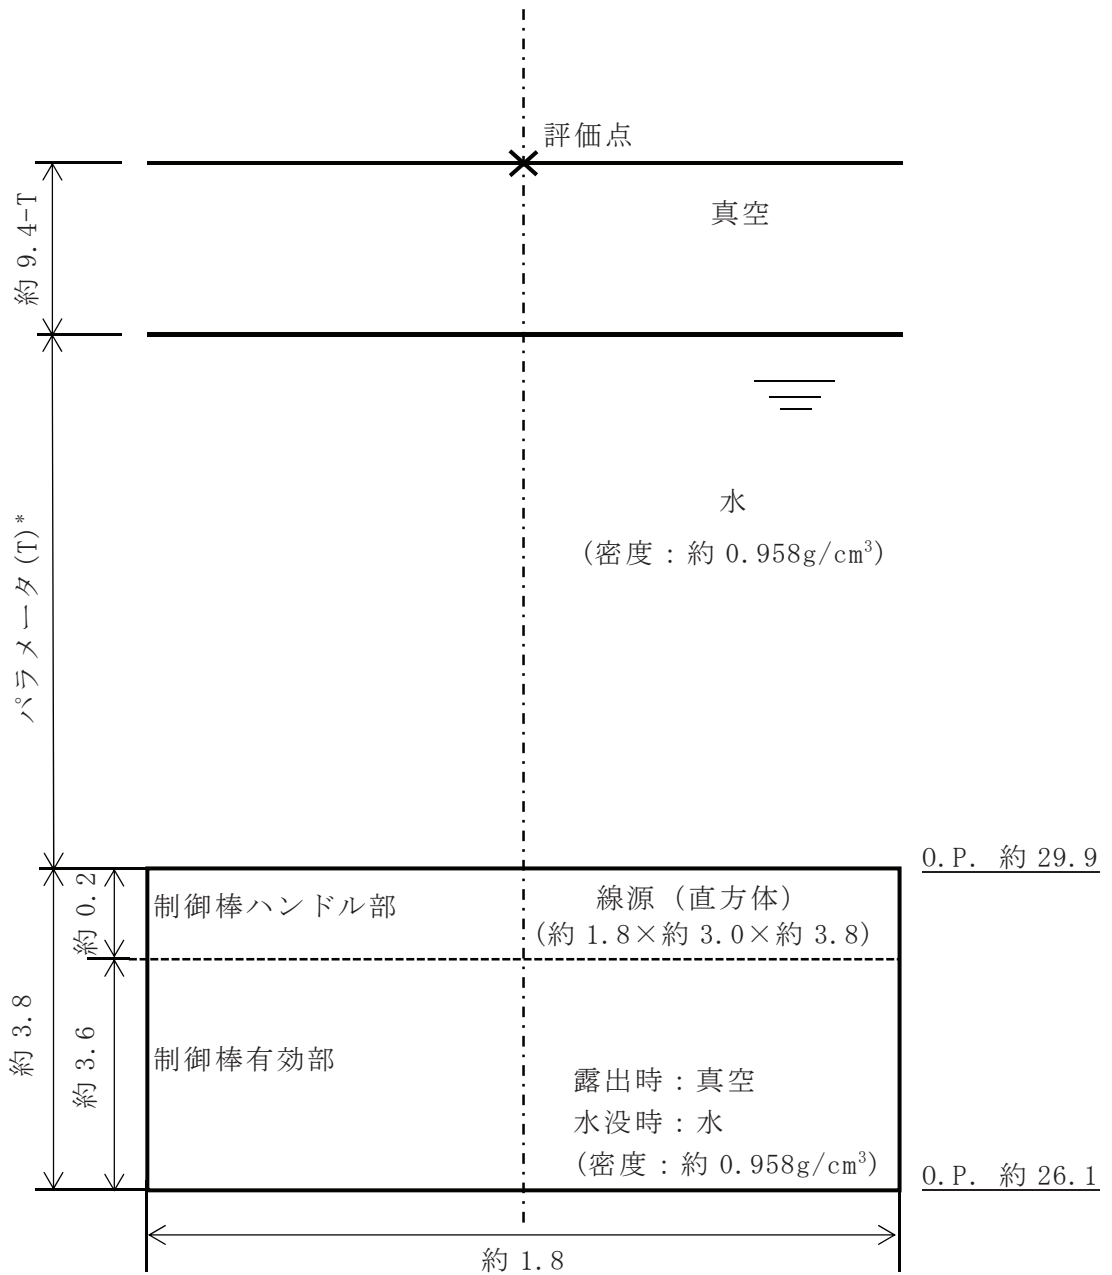 評価点
真空
約 9.4-T
水
(密度：約 0.958g/cm³)
パラメータ(T)*
O.P. 約 29.9
制御棒ハンドル部
線源（直方体）
(約 1.8×約 3.0×約 3.8)
約 0.2
約 3.8
約 3.6
制御棒有効部
露出時：真空
水没時：水
(密度：約 0.958g/cm³)
O.P. 約 26.1
約 1.8